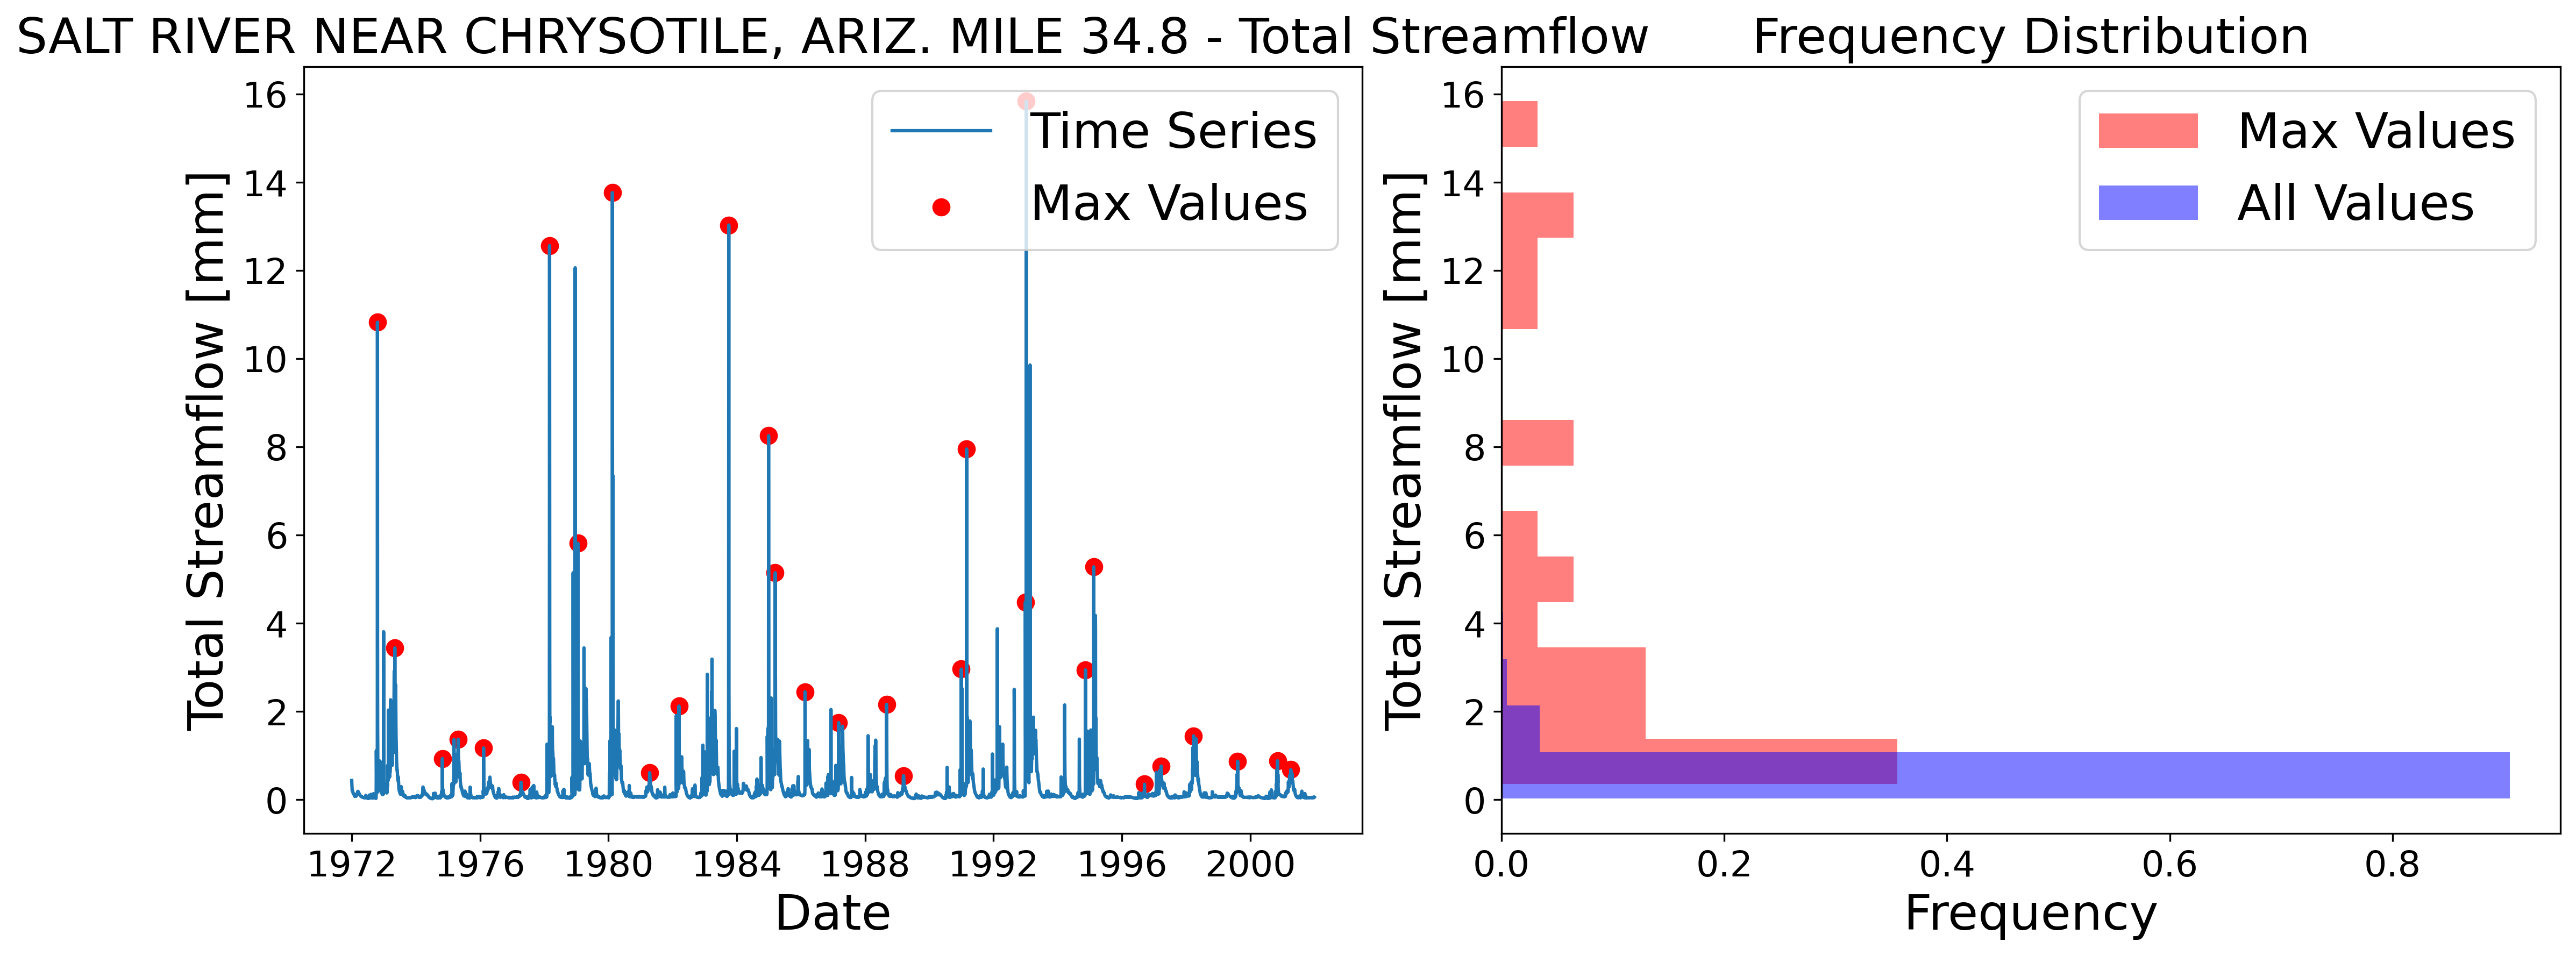 SALT RIVER NEAR CHRYSOTILE, ARIZ. MILE 34.8 - Total Streamflow
Total Streamflow [mm]
16
14
12
10
8
6
4
2
0
Time Series
Max Values
1972 1976 1980 1984 1988 1992 1996 2000
Date
Frequency Distribution
Total Streamflow [mm]
16
14
12
10
8
6
4
2
0
Max Values
All Values
0.0 0.2 0.4 0.6 0.8
Frequency